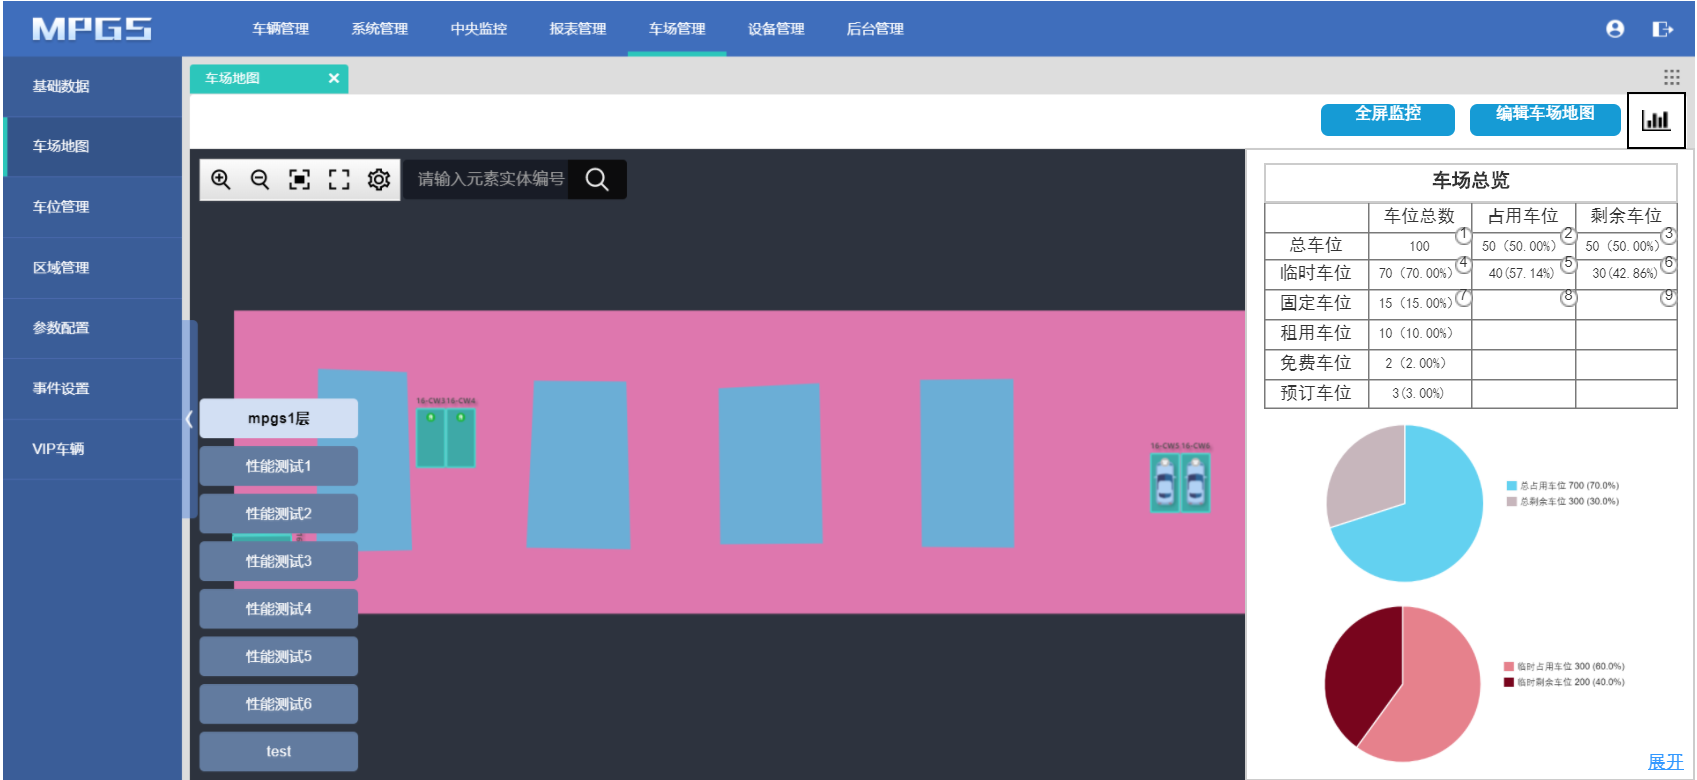 MPGS
车辆管理 系统管理 中央监控 报表管理 车场管理 设备管理 后台管理
基础数据
车场地图
车位管理
区域管理
参数配置
事件设置
VIP车辆
车场地图 ×
全屏监控 编辑车场地图
请输入元素实体编号
16-CW3 16-CW4
16-CW5 16-CW6
mpgs1层
性能测试1
性能测试2
性能测试3
性能测试4
性能测试5
性能测试6
test
车场总览
车位总数 占用车位 剩余车位
总车位 100 1 50 (50.00%) 2 50 (50.00%) 3
临时车位 70 (70.00%) 4 40(57.14%) 5 30(42.86%) 6
固定车位 15 (15.00%) 7 8 9
租用车位 10 (10.00%)
免费车位 2 (2.00%)
预订车位 3(3.00%)
总占用车位 700 (70.0%)
总剩余车位 300 (30.0%)
临时占用车位 300 (60.0%)
临时剩余车位 200 (40.0%)
展开